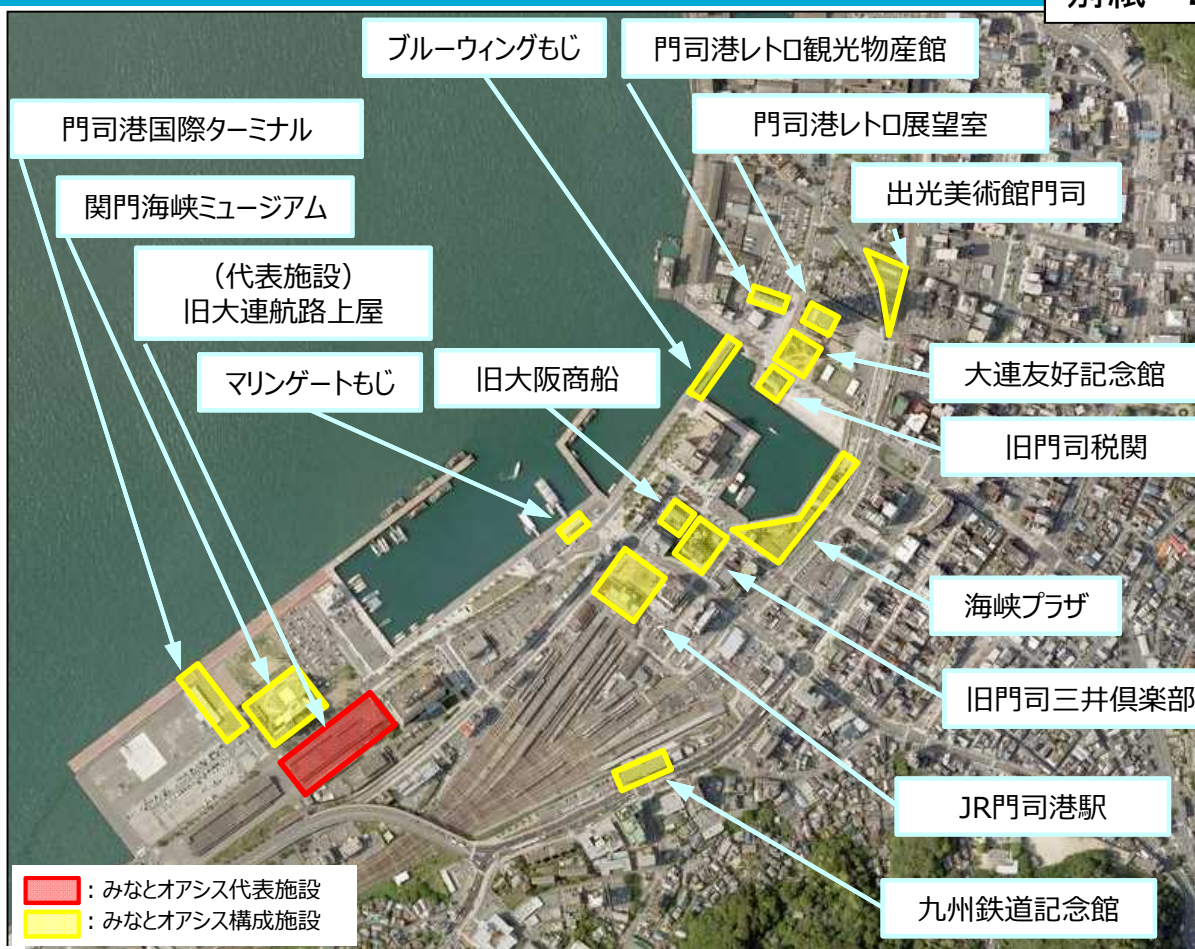 別紙
ブルーウィングもじ
門司港レトロ観光物産館
門司港国際ターミナル
門司港レトロ展望室
関門海峡ミュージアム
出光美術館門司
（代表施設）
旧大連航路上屋
マリンゲートもじ
旧大阪商船
大連友好記念館
旧門司税関
海峡プラザ
旧門司三井倶楽部
JR門司港駅
九州鉄道記念館
：みなとオアシス代表施設
：みなとオアシス構成施設